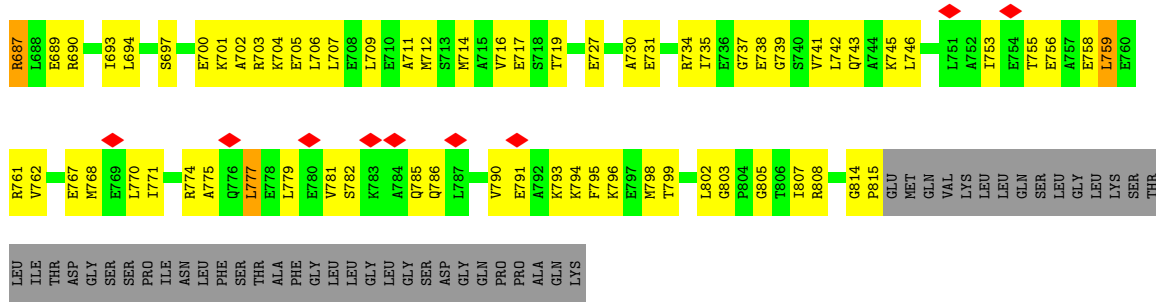 R687 L688 E689 R690 I693 L694 S697 E700 K701 A702 R703 K704 E705 L706 L707 E708 L709 E710 A711 M712 S713 M714 A715 V716 E717 S718 T719 E727 A730 E731 R734 I735 E736 G737 E738 G739 S740 V741 L742 Q743 A744 K745 L746 L751 A752 I753 E754 T755 E756 A757 E758 L759 E760
R761 V762 E767 M768 E769 L770 I771 R774 A775 Q776 L777 E778 L779 E780 V781 S782 K783 A784 Q785 Q786 L787 V790 E791 A792 K793 K794 F795 K796 E797 M798 T799 L802 G803 P804 G805 T806 I807 R808 G814 P815 GLU MET GLN VAL LYS LEU LEU GLN SER LEU GLY LEU LYS SER THR
LEU ILE THR ASP GLY SER SER PRO ILE ASN LEU PHE SER THR ALA PHE GLY LEU LEU GLY LEU GLY SER ASP GLY GLN PRO PRO ALA GLN LYS